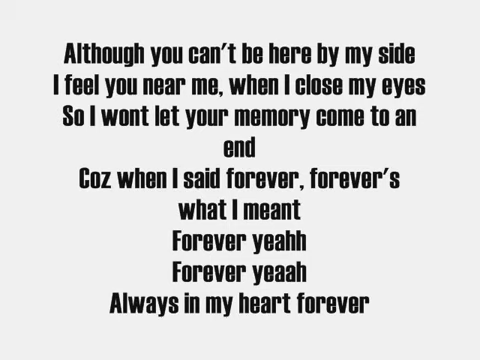 Although you can't be here by my side
I feel you near me, when I close my eyes
So I wont let your memory come to an
end
Coz when I said forever, forever's
what I meant
Forever yeahh
Forever yeaah
Always in my heart forever